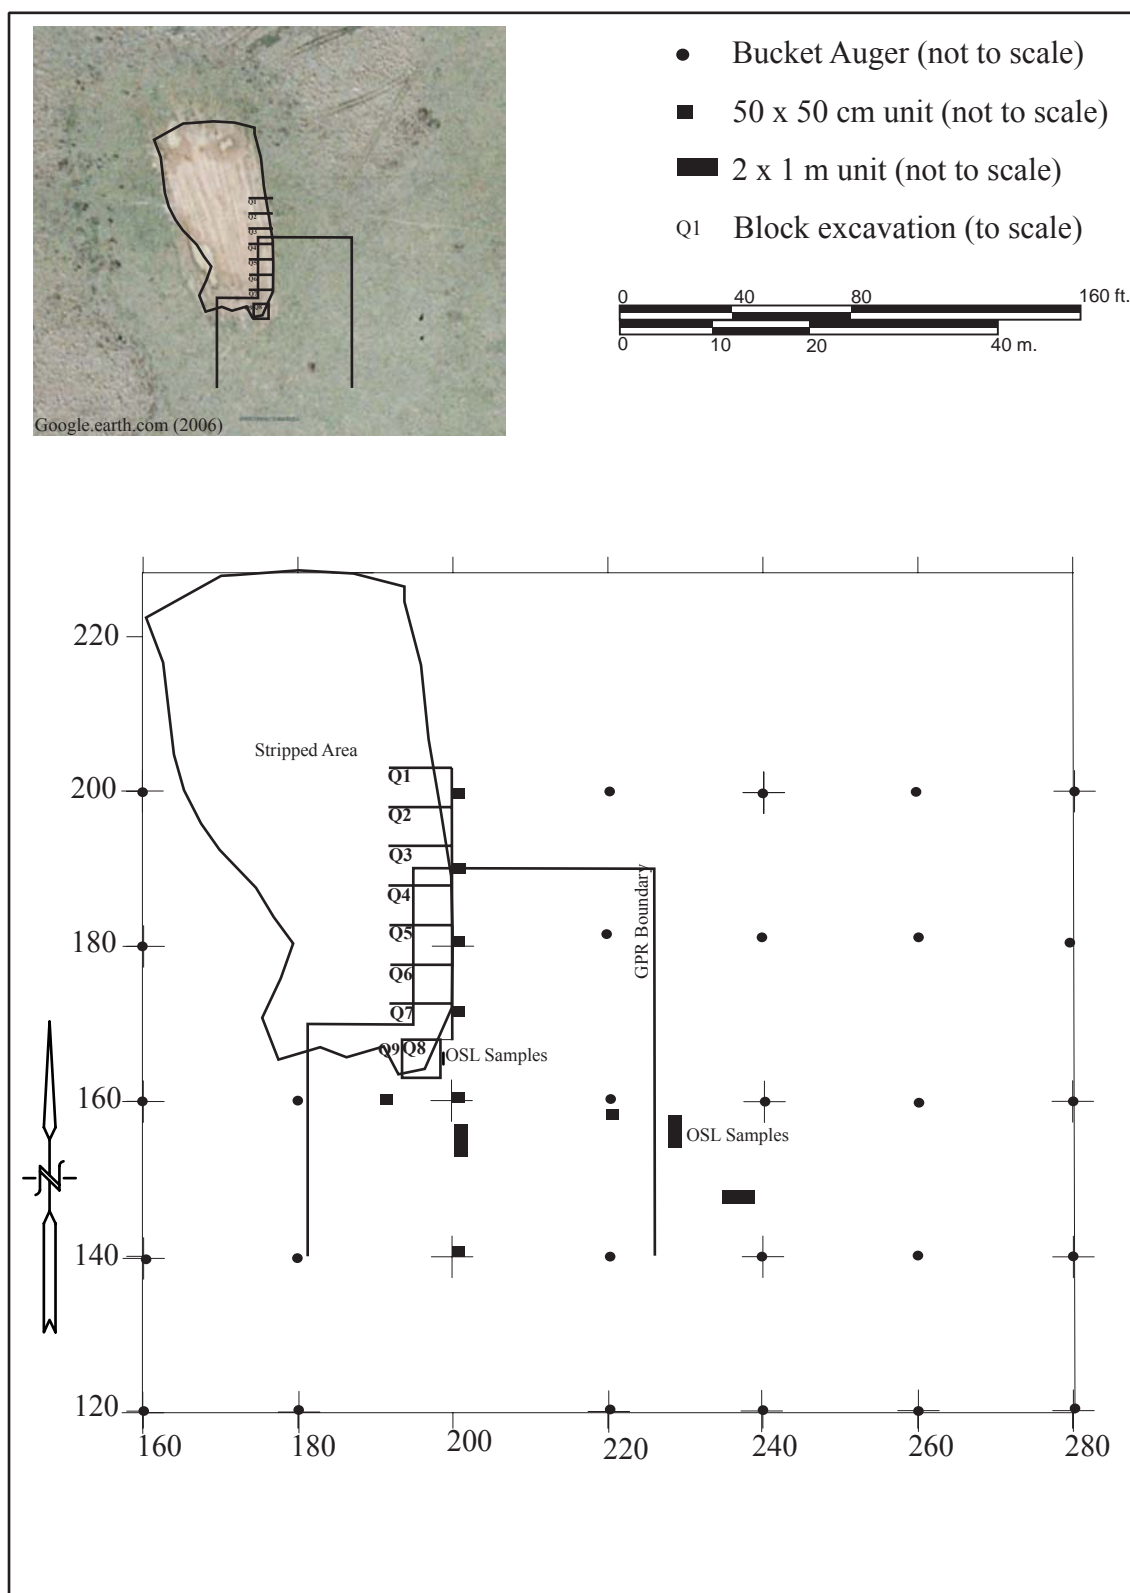 Bucket Auger (not to scale)
50 x 50 cm unit (not to scale)
2 x 1 m unit (not to scale)
Q1 Block excavation (to scale)
0 40 80 160 ft.
0 10 20 40 m.
Google.earth.com (2006)
220
Stripped Area
Q1
200
Q2
Q3
GPR Boundary
Q4
Q5
180
Q6
Q7
Q9 Q8 OSL Samples
160
OSL Samples
N
140
120
160 180 200 220 240 260 280